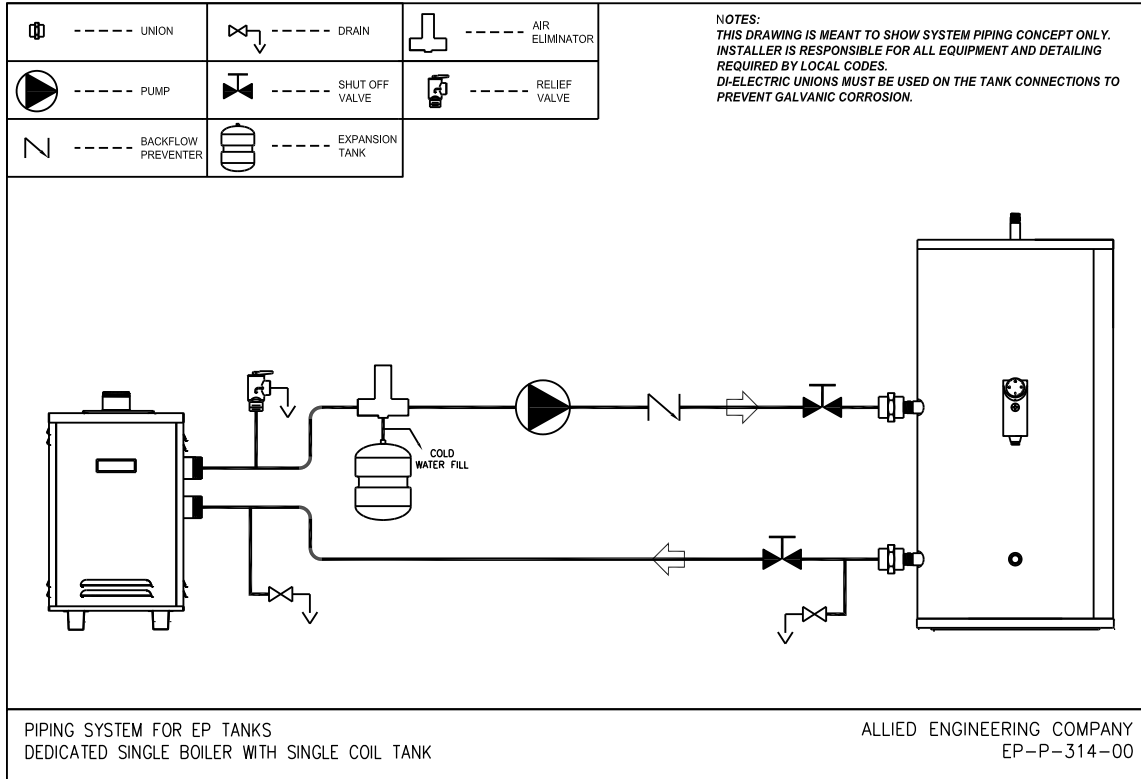 UNION
DRAIN
AIR
ELIMINATOR
PUMP
SHUT OFF
VALVE
RELIEF
VALVE
BACKFLOW
PREVENTER
EXPANSION
TANK
NOTES:
THIS DRAWING IS MEANT TO SHOW SYSTEM PIPING CONCEPT ONLY.
INSTALLER IS RESPONSIBLE FOR ALL EQUIPMENT AND DETAILING
REQUIRED BY LOCAL CODES.
DI-ELECTRIC UNIONS MUST BE USED ON THE TANK CONNECTIONS TO
PREVENT GALVANIC CORROSION.
COLD
WATER FILL
PIPING SYSTEM FOR EP TANKS
DEDICATED SINGLE BOILER WITH SINGLE COIL TANK
ALLIED ENGINEERING COMPANY
EP-P-314-00